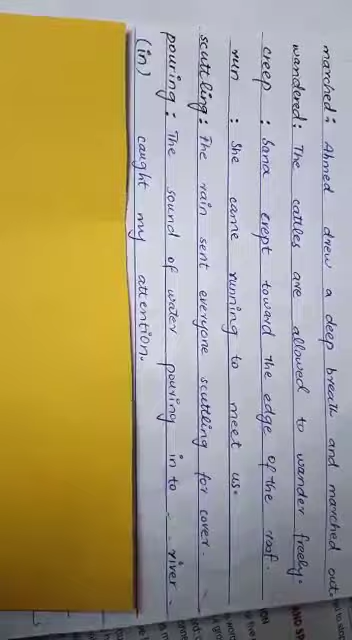 marched: Ahmed drew a deep breath and marched out.
wandered: The cattles are allowed to wander freely.
creep : Sana crept toward the edge of the roof.
run : She came running to meet us.
scuttling: The rain sent everyone scuttling for cover.
pouring: The sound of water pouring in to river
(in) caught my attention.